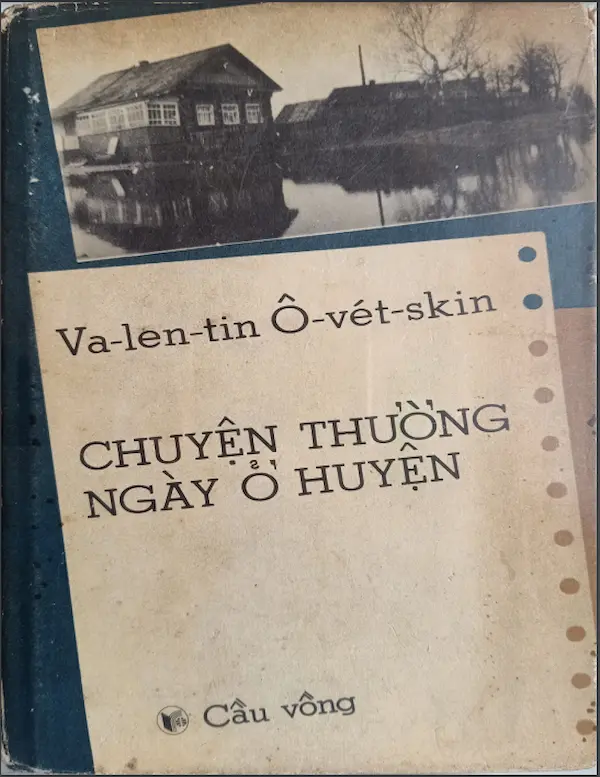 Va-len-tin Ô-vét-skin
CHUYỆN THƯỜNG
NGÀY Ở HUYỆN
Cầu vồng